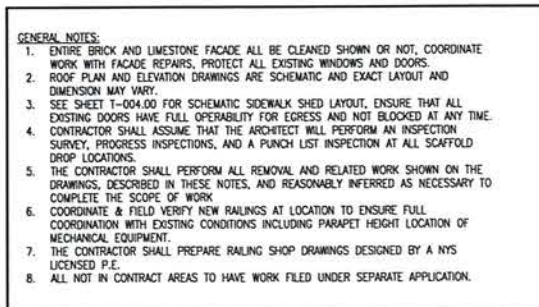 GENERAL NOTES:
1. ENTIRE BRICK AND LIMESTONE FACADE ALL BE CLEANED SHOWN OR NOT, COORDINATE
WORK WITH FACADE REPAIRS, PROTECT ALL EXISTING WINDOWS AND DOORS.
2. ROOF PLAN AND ELEVATION DRAWINGS ARE SCHEMATIC AND EXACT LAYOUT AND
DIMENSION MAY VARY.
3. SEE SHEET T-004.00 FOR SCHEMATIC SIDEWALK SHED LAYOUT, ENSURE THAT ALL
EXISTING DOORS HAVE FULL OPERABILITY FOR EGRESS AND NOT BLOCKED AT ANY TIME.
4. CONTRACTOR SHALL ASSUME THAT THE ARCHITECT WILL PERFORM AN INSPECTION
SURVEY, PROGRESS INSPECTIONS, AND A PUNCH LIST INSPECTION AT ALL SCAFFOLD
DROP LOCATIONS.
5. THE CONTRACTOR SHALL PERFORM ALL REMOVAL AND RELATED WORK SHOWN ON THE
DRAWINGS, DESCRIBED IN THESE NOTES, AND REASONABLY INFERRED AS NECESSARY TO
COMPLETE THE SCOPE OF WORK
6. COORDINATE & FIELD VERIFY NEW RAILINGS AT LOCATION TO ENSURE FULL
COORDINATION WITH EXISTING CONDITIONS INCLUDING PARAPET HEIGHT LOCATION OF
MECHANICAL EQUIPMENT.
7. THE CONTRACTOR SHALL PREPARE RAILING SHOP DRAWINGS DESIGNED BY A NYS
LICENSED P.E.
8. ALL NOT IN CONTRACT AREAS TO HAVE WORK FILED UNDER SEPARATE APPLICATION.